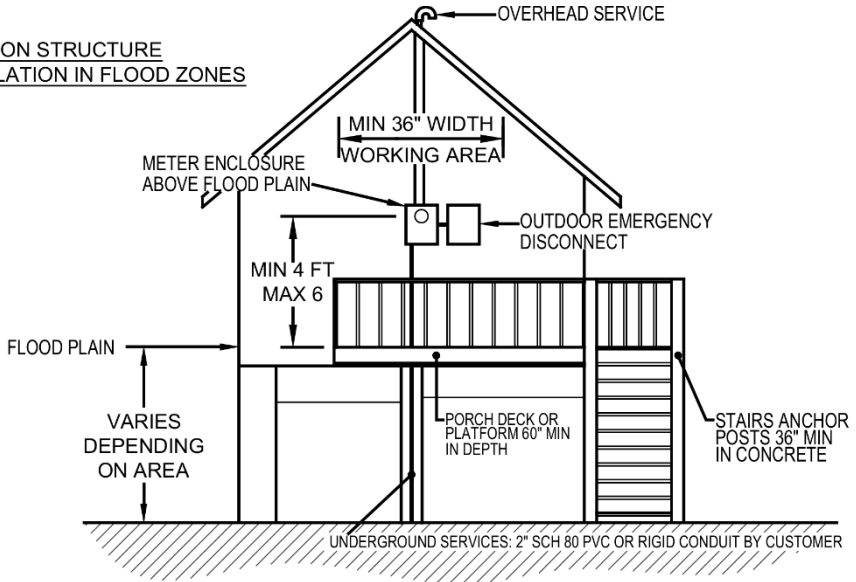 OVERHEAD SERVICE
ON STRUCTURE
LATION IN FLOOD ZONES
MIN 36" WIDTH
WORKING AREA
METER ENCLOSURE
ABOVE FLOOD PLAIN
OUTDOOR EMERGENCY
DISCONNECT
MIN 4 FT
MAX 6
FLOOD PLAIN
VARIES
DEPENDING
ON AREA
PORCH DECK OR
PLATFORM 60" MIN
IN DEPTH
STAIRS ANCHOR
POSTS 36" MIN
IN CONCRETE
UNDERGROUND SERVICES: 2" SCH 80 PVC OR RIGID CONDUIT BY CUSTOMER